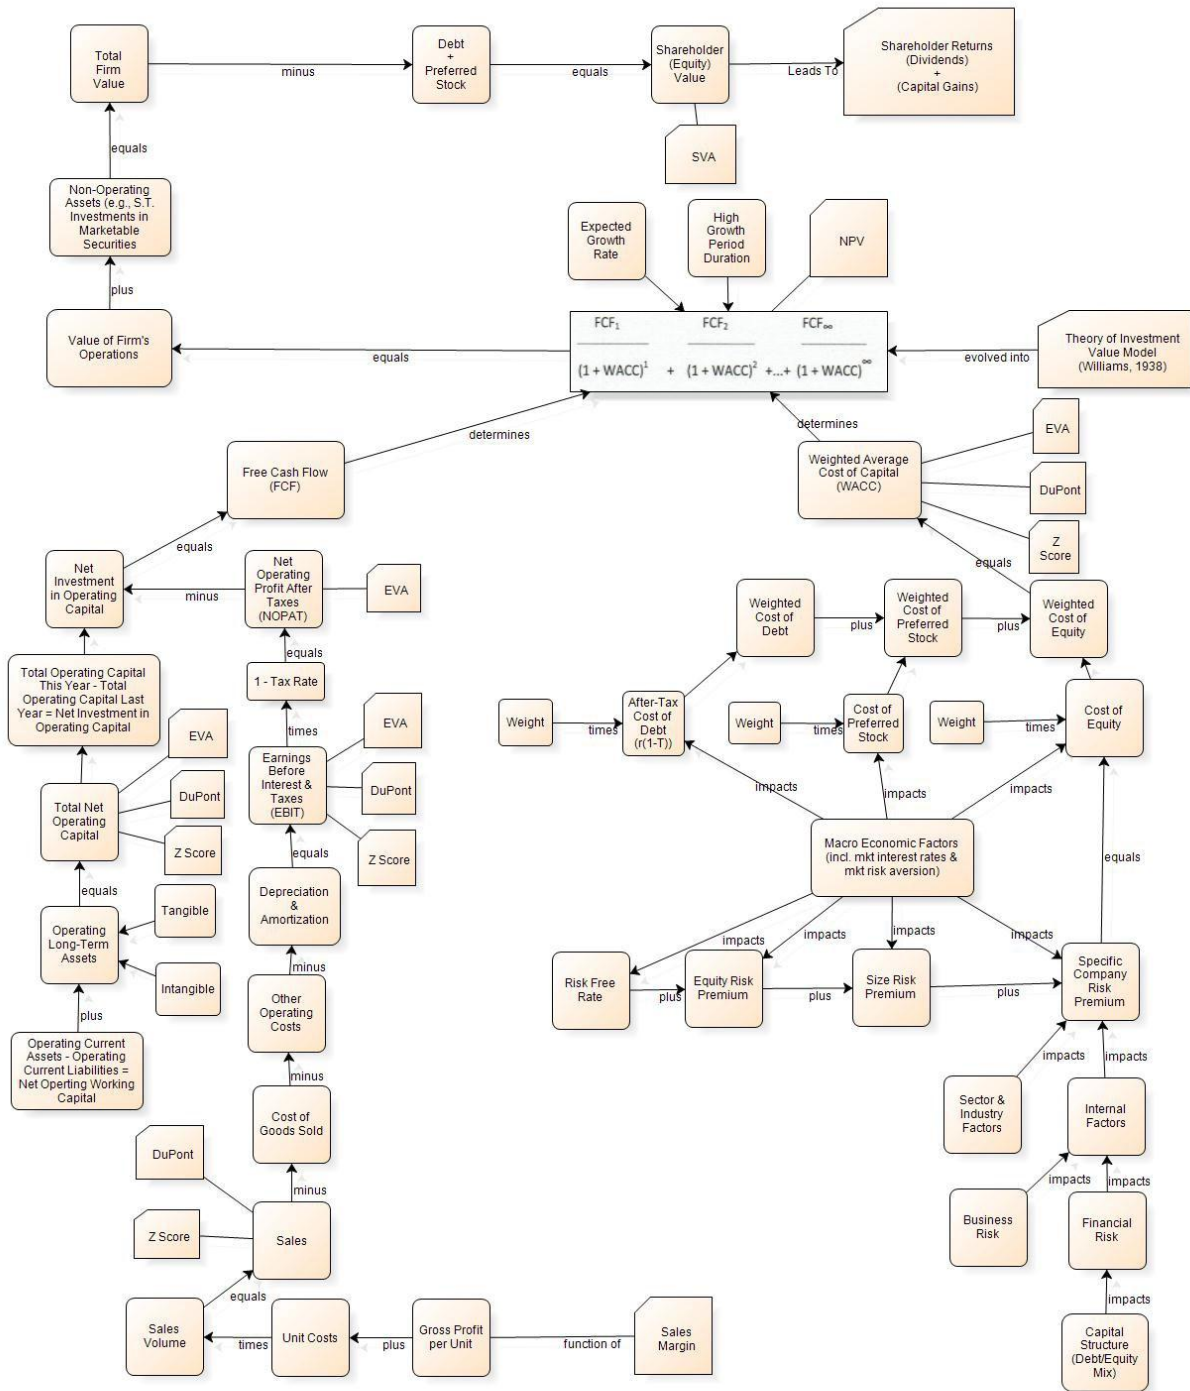 Total
Firm
Value
minus
Debt
+
Preferred
Stock
equals
Shareholder
(Equity)
Value
Leads To
Shareholder Returns
(Dividends)
+
(Capital Gains)
SVA
equals
Non-Operating
Assets (e.g., S.T.
Investments in
Marketable
Securities
plus
Value of Firm's
Operations
equals
Expected
Growth
Rate
High
Growth
Period
Duration
NPV
FCF₁ FCF₂ FCF∞
(1 + WACC)¹ + (1 + WACC)² +...+ (1 + WACC)^∞
evolved into
Theory of Investment
Value Model
(Williams, 1938)
determines
determines
Free Cash Flow
(FCF)
Weighted Average
Cost of Capital
(WACC)
EVA
DuPont
Z
Score
equals
equals
Net
Investment
in Operating
Capital
minus
Net
Operating
Profit After
Taxes
(NOPAT)
EVA
Weighted
Cost of
Debt
plus
Weighted
Cost of
Preferred
Stock
plus
Weighted
Cost of
Equity
equals
1 - Tax Rate
Total Operating Capital
This Year - Total
Operating Capital Last
Year = Net Investment in
Operating Capital
EVA
DuPont
Z Score
Total Net
Operating
Capital
times
Earnings
Before
Interest &
Taxes
(EBIT)
EVA
DuPont
Z Score
Weight
times
After-Tax
Cost of
Debt
(r(1-T))
Weight
times
Cost of
Preferred
Stock
Weight
times
Cost of
Equity
impacts
impacts
impacts
Macro Economic Factors
(incl. mkt interest rates &
mkt risk aversion)
equals
equals
equals
Depreciation
&
Amortization
Operating
Long-Term
Assets
Tangible
Intangible
plus
Operating Current
Assets - Operating
Current Liabilities =
Net Operting Working
Capital
minus
Other
Operating
Costs
minus
Cost of
Goods Sold
minus
impacts
impacts
impacts
impacts
Risk Free
Rate
plus
Equity Risk
Premium
plus
Size Risk
Premium
plus
Specific
Company
Risk
Premium
impacts
impacts
Sector &
Industry
Factors
Internal
Factors
impacts
impacts
Business
Risk
Financial
Risk
impacts
Capital
Structure
(Debt/Equity
Mix)
DuPont
Z Score
Sales
equals
Sales
Volume
times
Unit Costs
plus
Gross Profit
per Unit
function of
Sales
Margin